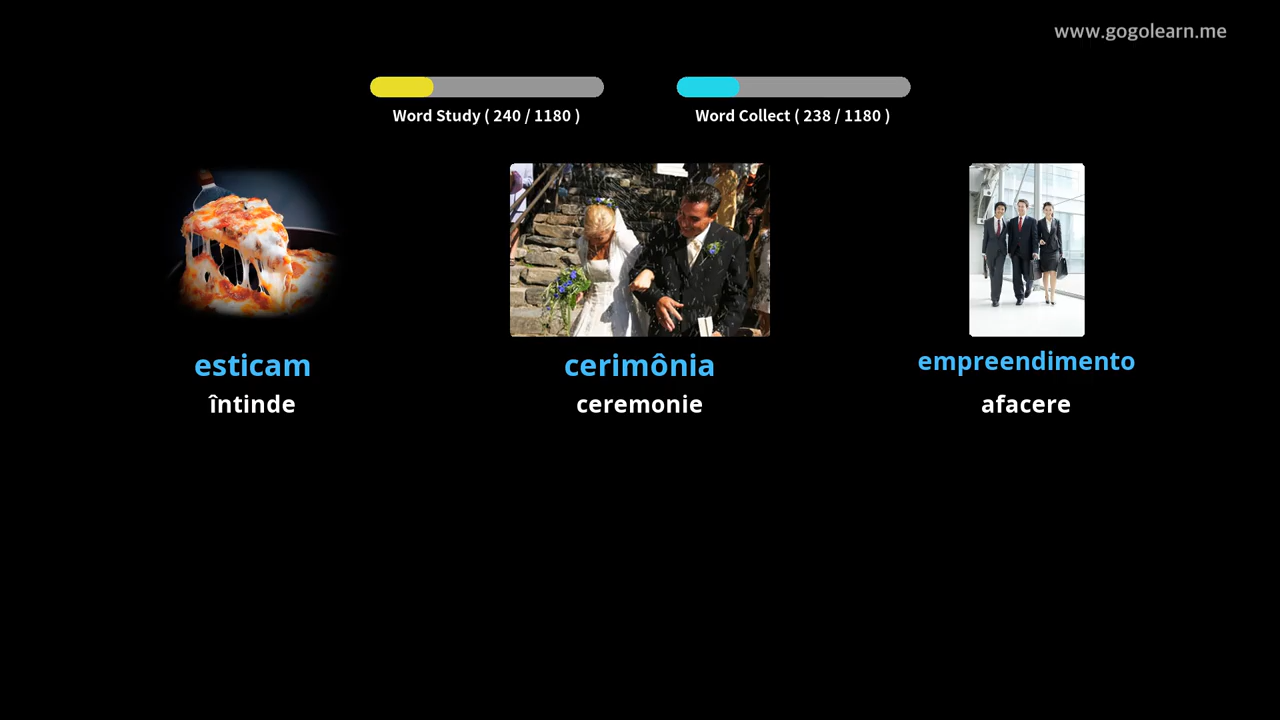 www.gogolearn.me
Word Study ( 240 / 1180 )
Word Collect ( 238 / 1180 )
esticam
întinde
cerimônia
ceremonie
empreendimento
afacere